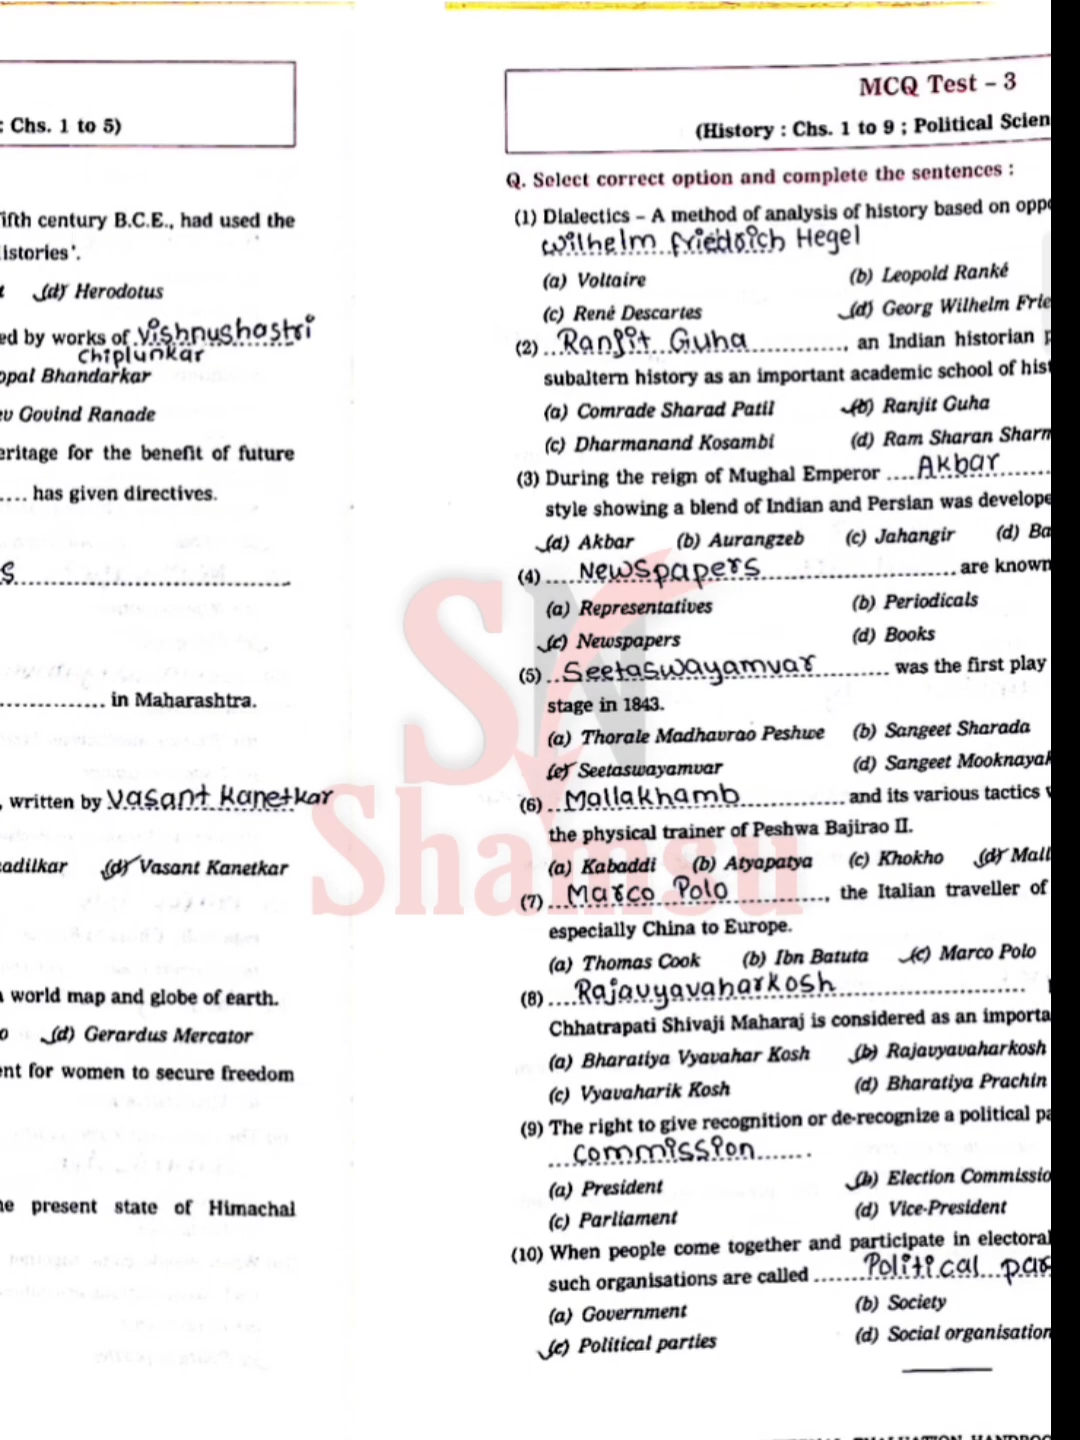 : Chs. 1 to 5)
ifth century B.C.E., had used the
istories'.
(d) Herodotus
ed by works of Vishnushastri
Chiplunkar
opal Bhandarkar
ev Govind Ranade
eritage for the benefit of future
.... has given directives.
s
.............. in Maharashtra.
, written by Vasant Kanetkar
adilkar (d) Vasant Kanetkar
a world map and globe of earth.
o (d) Gerardus Mercator
ent for women to secure freedom
he present state of Himachal
MCQ Test – 3
(History : Chs. 1 to 9 ; Political Scien
Q. Select correct option and complete the sentences :
(1) Dialectics – A method of analysis of history based on oppo
Wilhelm friedrich Hegel
(a) Voltaire (b) Leopold Ranké
(c) René Descartes (d) Georg Wilhelm Frie
(2) Ranjit Guha, an Indian historian p
subaltern history as an important academic school of hist
(a) Comrade Sharad Patil (b) Ranjit Guha
(c) Dharmanand Kosambi (d) Ram Sharan Sharm
(3) During the reign of Mughal Emperor .... Akbar
style showing a blend of Indian and Persian was develope
(a) Akbar (b) Aurangzeb (c) Jahangir (d) Ba
(4) .... Newspapers .... are known
(a) Representatives (b) Periodicals
(c) Newspapers (d) Books
(5) Seetaswayamvar was the first play
stage in 1843.
(a) Thorale Madhavrao Peshwe (b) Sangeet Sharada
(c) Seetaswayamvar (d) Sangeet Mooknayak
(6) Mallakhamb and its various tactics
the physical trainer of Peshwa Bajirao II.
(a) Kabaddi (b) Atyapatya (c) Khokho (d) Mall
(7) Marco Polo, the Italian traveller of
especially China to Europe.
(a) Thomas Cook (b) Ibn Batuta (c) Marco Polo
(8) Rajavyavaharkosh
Chhatrapati Shivaji Maharaj is considered as an importa
(a) Bharatiya Vyavahar Kosh (b) Rajavyavaharkosh
(c) Vyavaharik Kosh (d) Bharatiya Prachin
(9) The right to give recognition or de-recognize a political pa
commission
(a) President (b) Election Commissio
(c) Parliament (d) Vice-President
(10) When people come together and participate in electoral
such organisations are called .... Political par
(a) Government (b) Society
(c) Political parties (d) Social organisation
SN
Shamsu